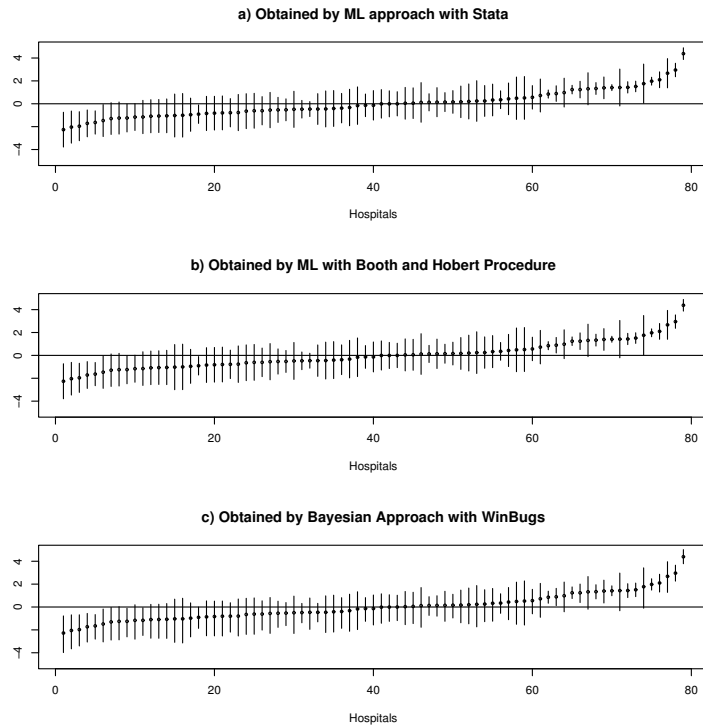 a) Obtained by ML approach with Stata
4
2
0
−4
0 20 40 60 80
Hospitals
b) Obtained by ML with Booth and Hobert Procedure
4
2
0
−4
0 20 40 60 80
Hospitals
c) Obtained by Bayesian Approach with WinBugs
4
2
0
−4
0 20 40 60 80
Hospitals